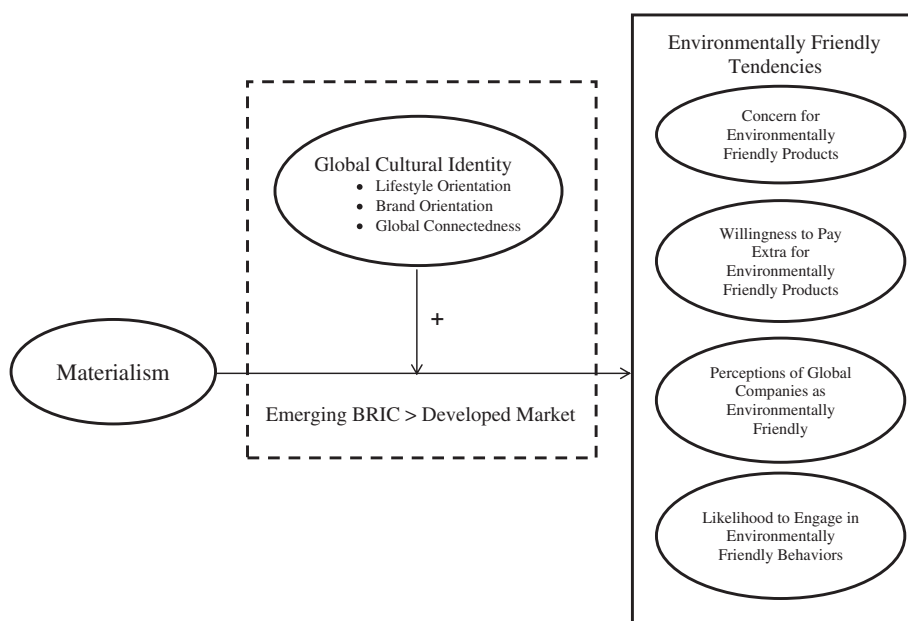 Environmentally Friendly
Tendencies
Concern for
Environmentally
Friendly Products
Global Cultural Identity
• Lifestyle Orientation
• Brand Orientation
• Global Connectedness
Willingness to Pay
Extra for
Environmentally
Friendly Products
+
Materialism
Perceptions of Global
Companies as
Environmentally
Friendly
Emerging BRIC > Developed Market
Likelihood to Engage in
Environmentally
Friendly Behaviors